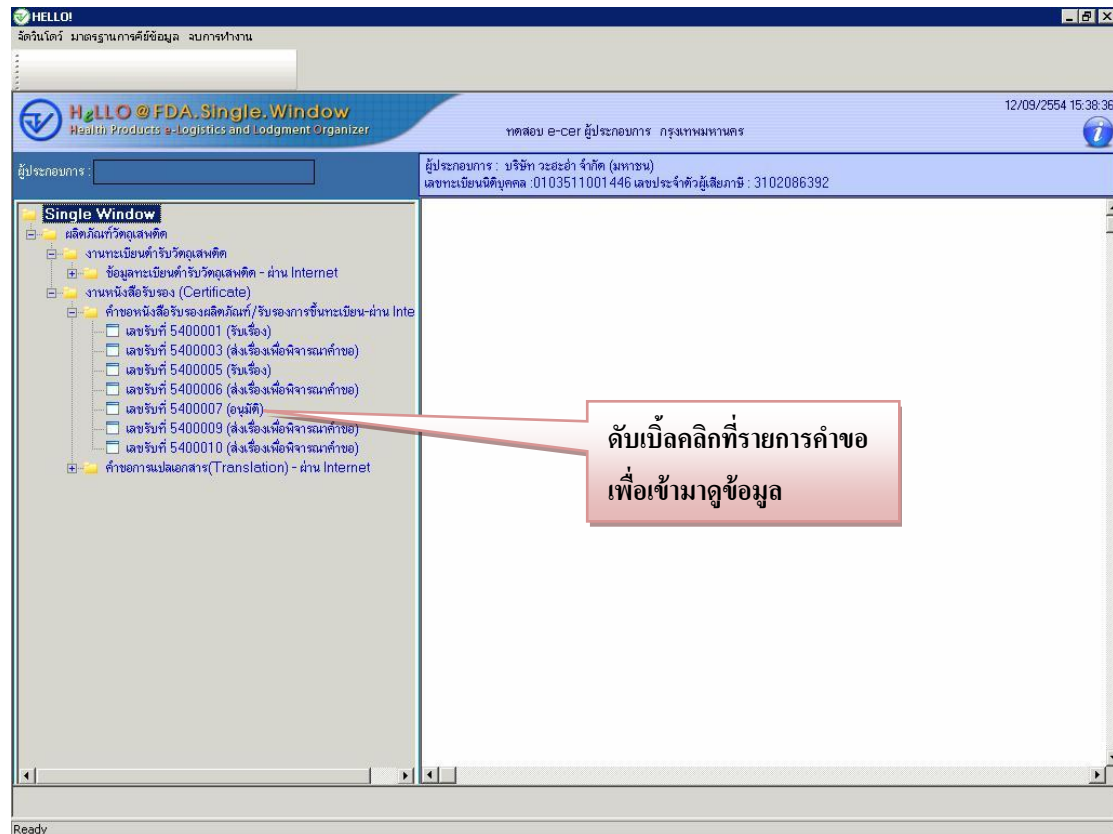 HELLO!
จัดวินโดว์ มาตรฐานการคีย์ข้อมูล จบการทำงาน
HeLLO @ FDA.Single.Window
Health Products e-Logistics and Lodgment Organizer
ทดสอบ e-cer ผู้ประกอบการ กรุงเทพมหานคร
12/09/2554 15:38:36
ผู้ประกอบการ :
ผู้ประกอบการ : บริษัท วะฮะฮ่า จำกัด (มหาชน)
เลขทะเบียนนิติบุคคล :0103511001446 เลขประจำตัวผู้เสียภาษี : 3102086392
Single Window
ผลิตภัณฑ์วัตถุเสพติด
งานทะเบียนตำรับวัตถุเสพติด
ข้อมูลทะเบียนตำรับวัตถุเสพติด - ผ่าน Internet
งานหนังสือรับรอง (Certificate)
คำขอหนังสือรับรองผลิตภัณฑ์/รับรองการขึ้นทะเบียน-ผ่าน Inte
เลขรับที่ 5400001 (รับเรื่อง)
เลขรับที่ 5400003 (ส่งเรื่องเพื่อพิจารณาคำขอ)
เลขรับที่ 5400005 (รับเรื่อง)
เลขรับที่ 5400006 (ส่งเรื่องเพื่อพิจารณาคำขอ)
เลขรับที่ 5400007 (อนุมัติ)
เลขรับที่ 5400009 (ส่งเรื่องเพื่อพิจารณาคำขอ)
เลขรับที่ 5400010 (ส่งเรื่องเพื่อพิจารณาคำขอ)
คำขอการแปลเอกสาร(Translation) - ผ่าน Internet
ดับเบิ้ลคลิกที่รายการคำขอ
เพื่อเข้ามาดูข้อมูล
Ready